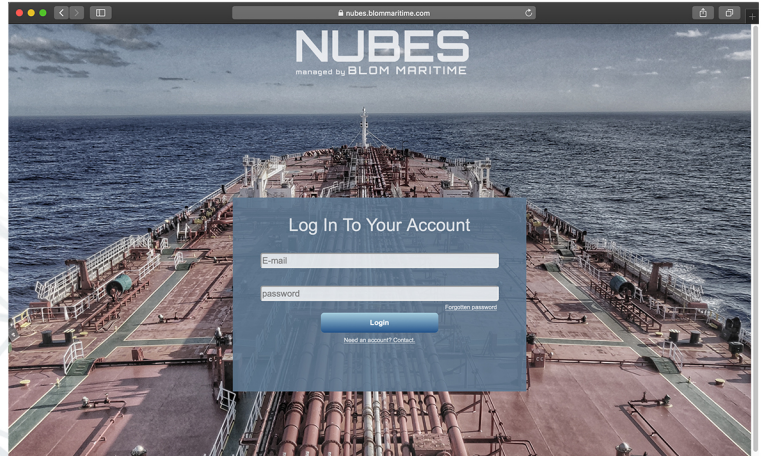 nubes.blommaritime.com
NUBES
managed by BLOM MARITIME
Log In To Your Account
E-mail
password
Forgotten password
Login
Need an account? Contact.